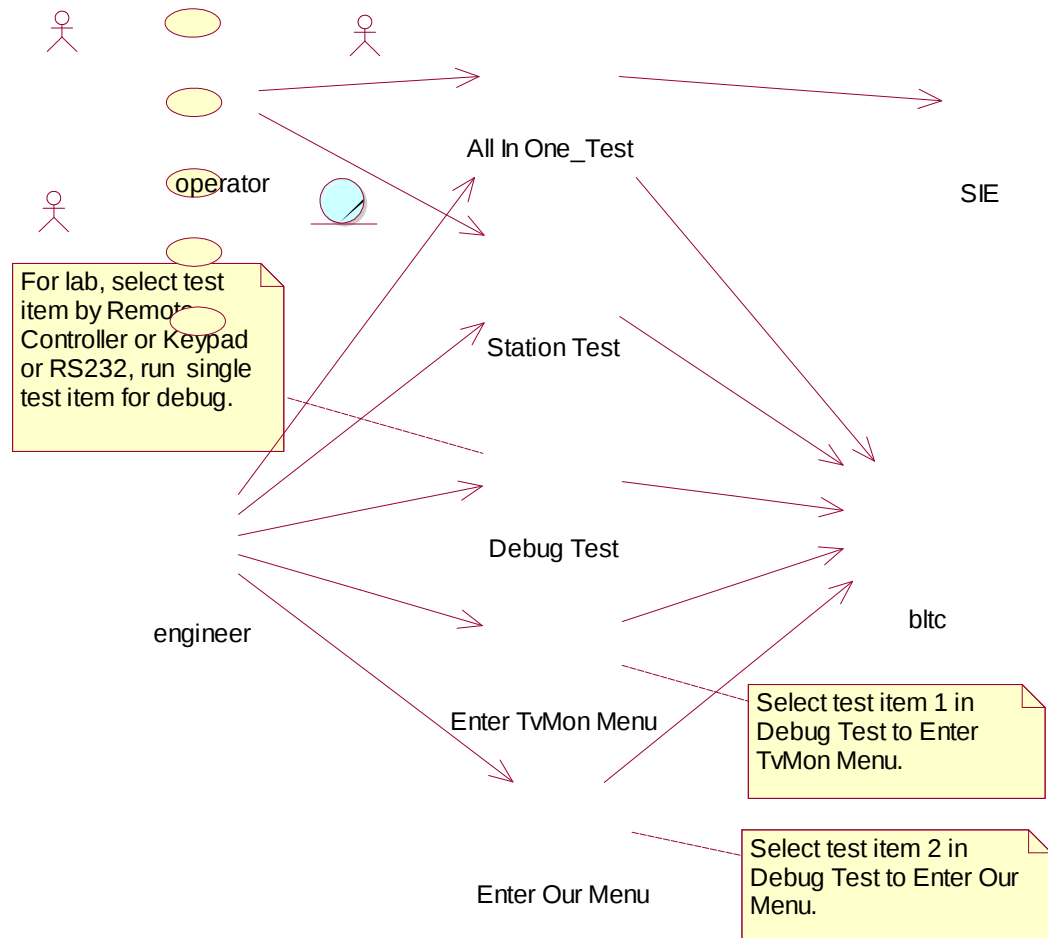 All In One_Test
operator
SIE
For lab, select test
item by Remote
Controller or Keypad
or RS232, run  single
test item for debug.
Station Test
Debug Test
engineer
bltc
Enter TvMon Menu
Select test item 1 in
Debug Test to Enter
TvMon Menu.
Enter Our Menu
Select test item 2 in
Debug Test to Enter Our
Menu.